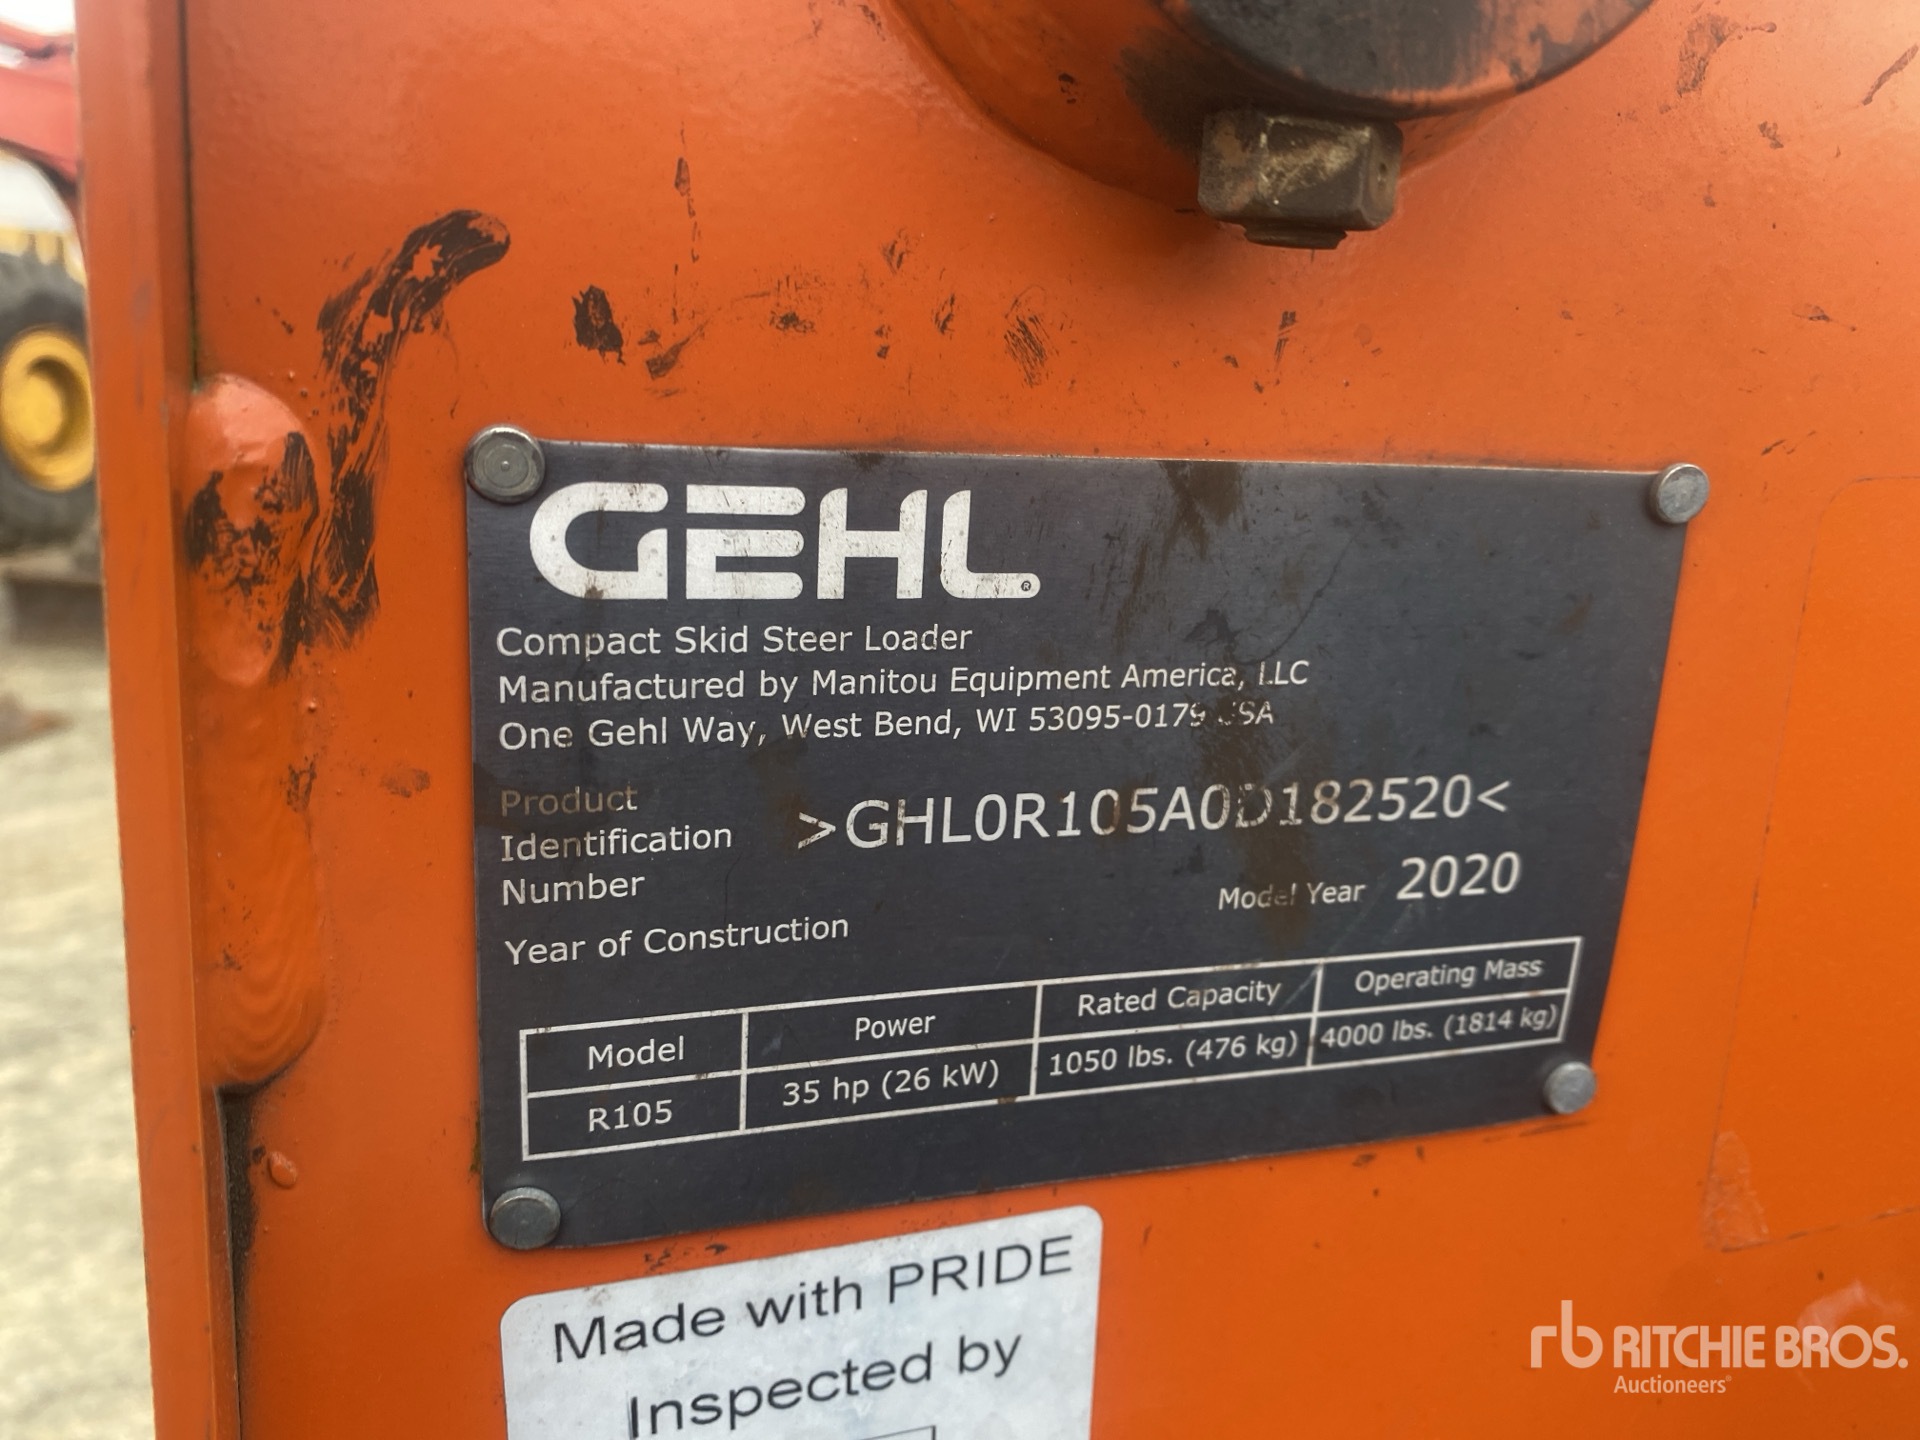 GEHL®
Compact Skid Steer Loader
Manufactured by Manitou Equipment America, LLC
One Gehl Way, West Bend, WI 53095-0179 USA
Product
Identification
Number
>GHL0R105A0D182520<
Model Year 2020
Year of Construction
Model Power Rated Capacity Operating Mass
R105 35 hp (26 kW) 1050 lbs. (476 kg) 4000 lbs. (1814 kg)
Made with PRIDE
Inspected by
rb RITCHIE BROS.
Auctioneers®